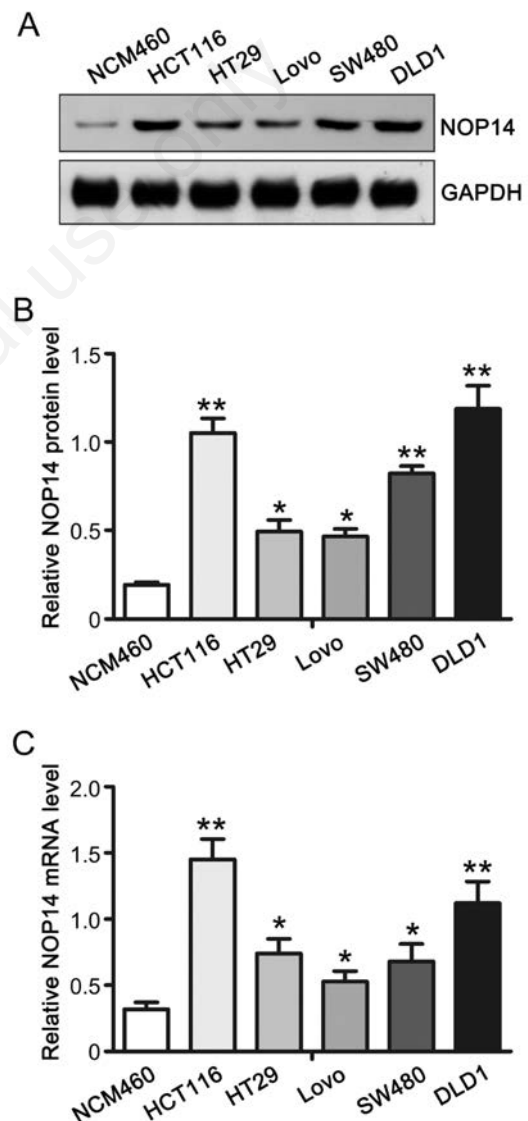 A
NCM460 HCT116 HT29 Lovo SW480 DLD1
NOP14
GAPDH
B
Relative NOP14 protein level
1.5
1.0
0.5
0
** * * ** **
NCM460 HCT116 HT29 Lovo SW480 DLD1
C
Relative NOP14 mRNA level
2.0
1.5
1.0
0.5
0
** * * * **
NCM460 HCT116 HT29 Lovo SW480 DLD1
use only